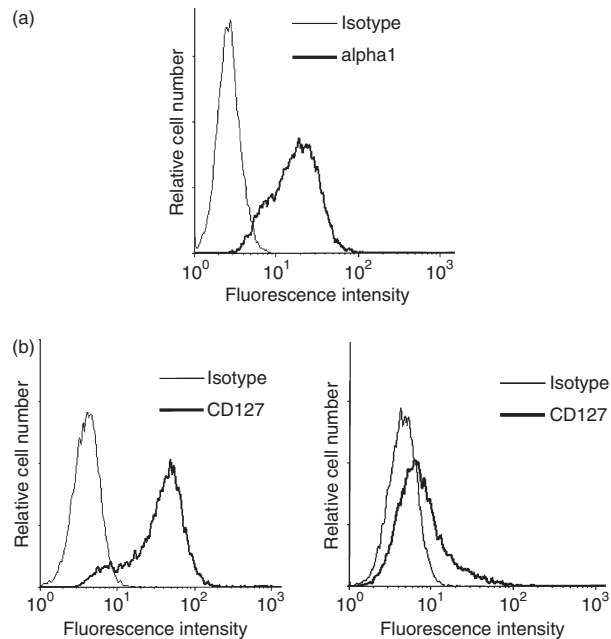 (a)
Isotype
alpha1
Relative cell number
10⁰ 10¹ 10² 10³
Fluorescence intensity
(b)
Isotype
CD127
Relative cell number
10⁰ 10¹ 10² 10³
Fluorescence intensity
Isotype
CD127
Relative cell number
10⁰ 10¹ 10² 10³
Fluorescence intensity